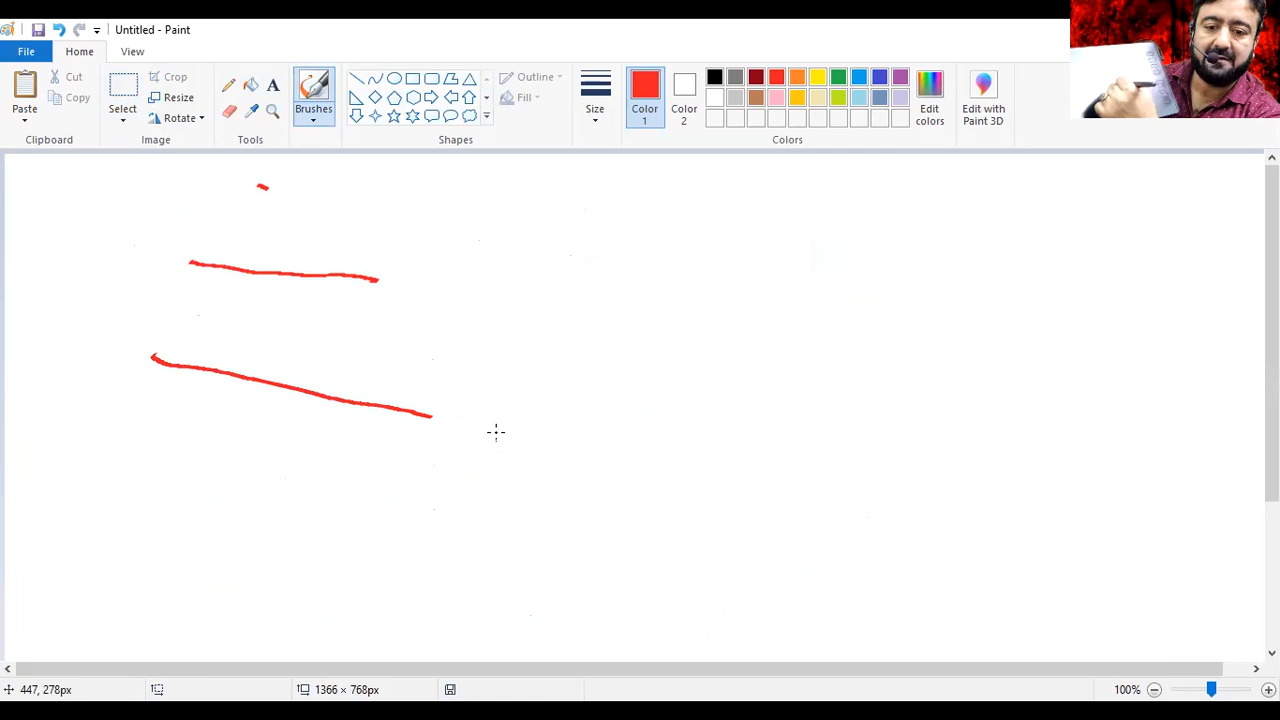 Untitled - Paint
File
Home
View
Paste
Cut
Copy
Clipboard
Select
Crop
Resize
Rotate
Image
A
Tools
Brushes
Outline
Fill
Shapes
Size
Color
1
Color
2
Edit
colors
Colors
Edit with
Paint 3D
447, 278px
1366 × 768px
100%